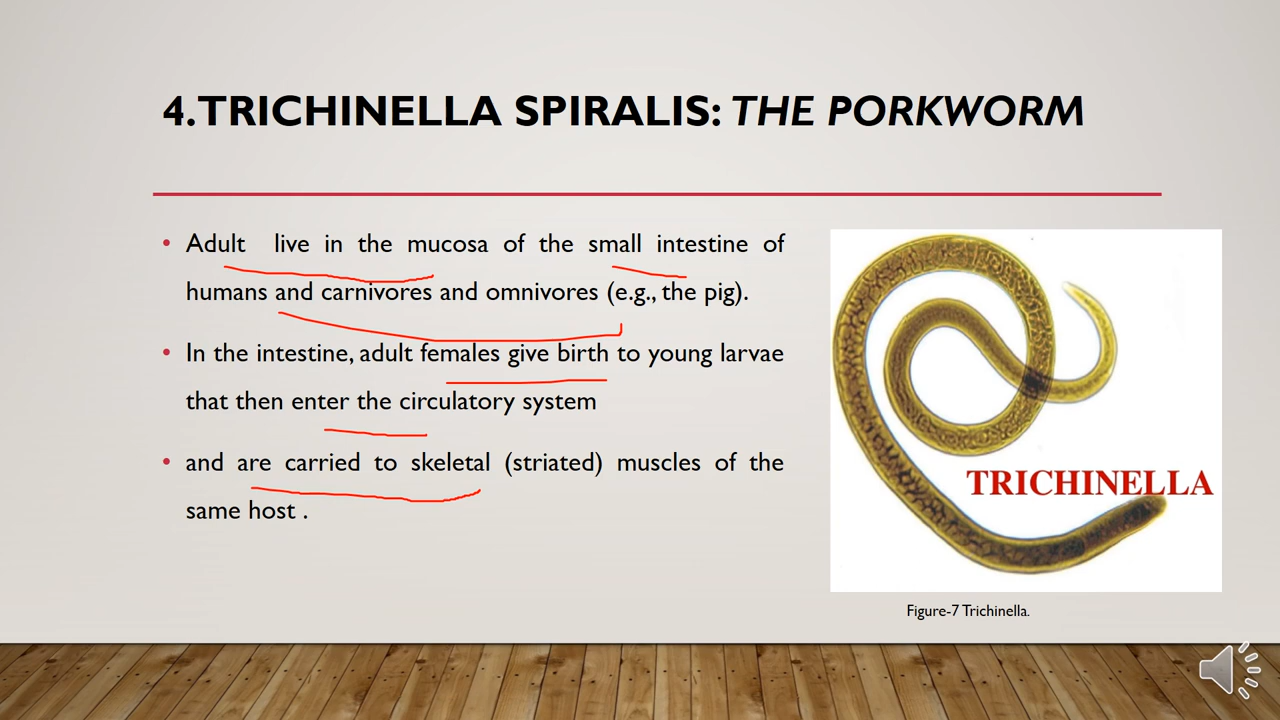 4.TRICHINELLA SPIRALIS: THE PORKWORM
• Adult live in the mucosa of the small intestine of
humans and carnivores and omnivores (e.g., the pig).
• In the intestine, adult females give birth to young larvae
that then enter the circulatory system
• and are carried to skeletal (striated) muscles of the
same host .
TRICHINELLA
Figure-7 Trichinella.